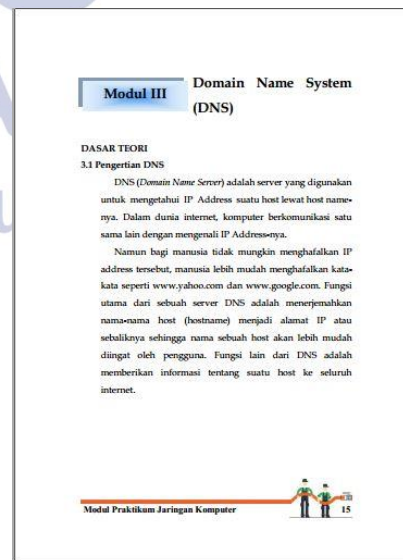 Modul III
Domain Name System
(DNS)
DASAR TEORI
3.1 Pengertian DNS
DNS (Domain Name Server) adalah server yang digunakan
untuk mengetahui IP Address suatu host lewat host name-
nya. Dalam dunia internet, komputer berkomunikasi satu
sama lain dengan mengenali IP Address-nya.
Namun bagi manusia tidak mungkin menghafalkan IP
address tersebut, manusia lebih mudah menghafalkan kata-
kata seperti www.yahoo.com dan www.google.com. Fungsi
utama dari sebuah server DNS adalah menerjemahkan
nama-nama host (hostname) menjadi alamat IP atau
sebaliknya sehingga nama sebuah host akan lebih mudah
diingat oleh pengguna. Fungsi lain dari DNS adalah
memberikan informasi tentang suatu host ke seluruh
internet.
Modul Praktikum Jaringan Komputer
15